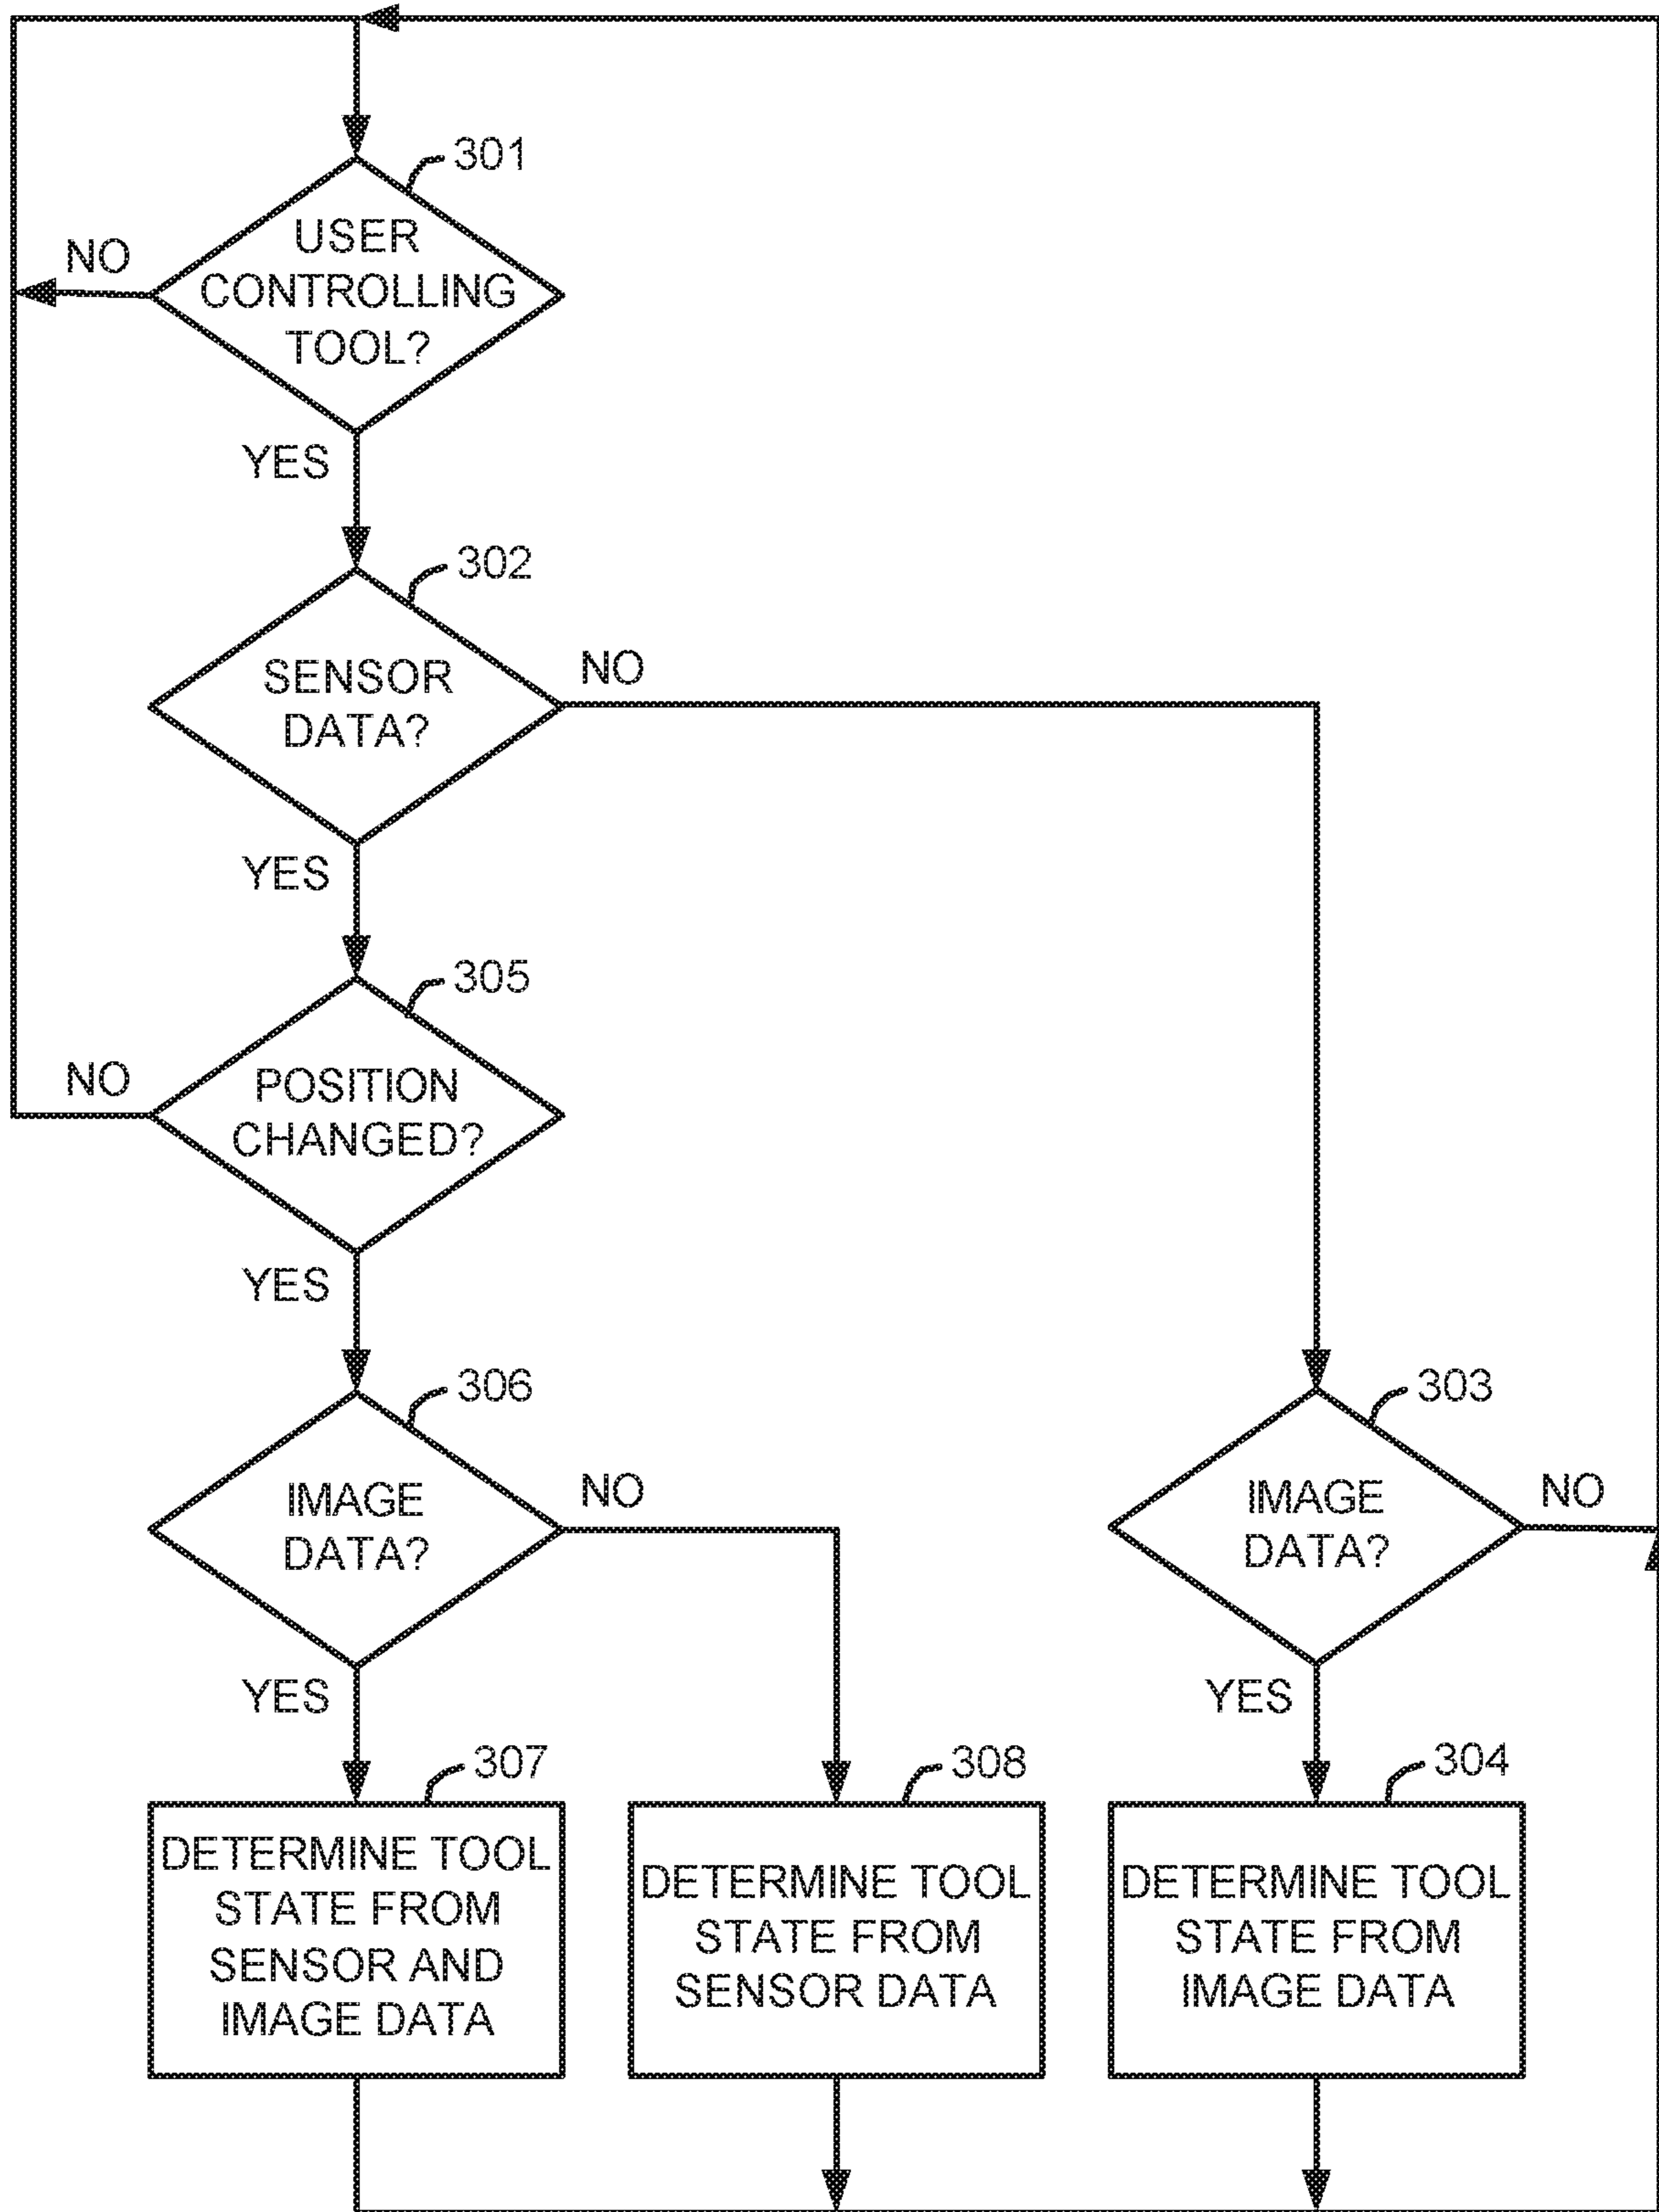 301
USER
CONTROLLING
TOOL?
NO
YES
302
SENSOR
DATA?
NO
YES
305
POSITION
CHANGED?
NO
YES
306
IMAGE
DATA?
NO
YES
303
IMAGE
DATA?
NO
YES
307
DETERMINE TOOL
STATE FROM
SENSOR AND
IMAGE DATA
308
DETERMINE TOOL
STATE FROM
SENSOR DATA
304
DETERMINE TOOL
STATE FROM
IMAGE DATA